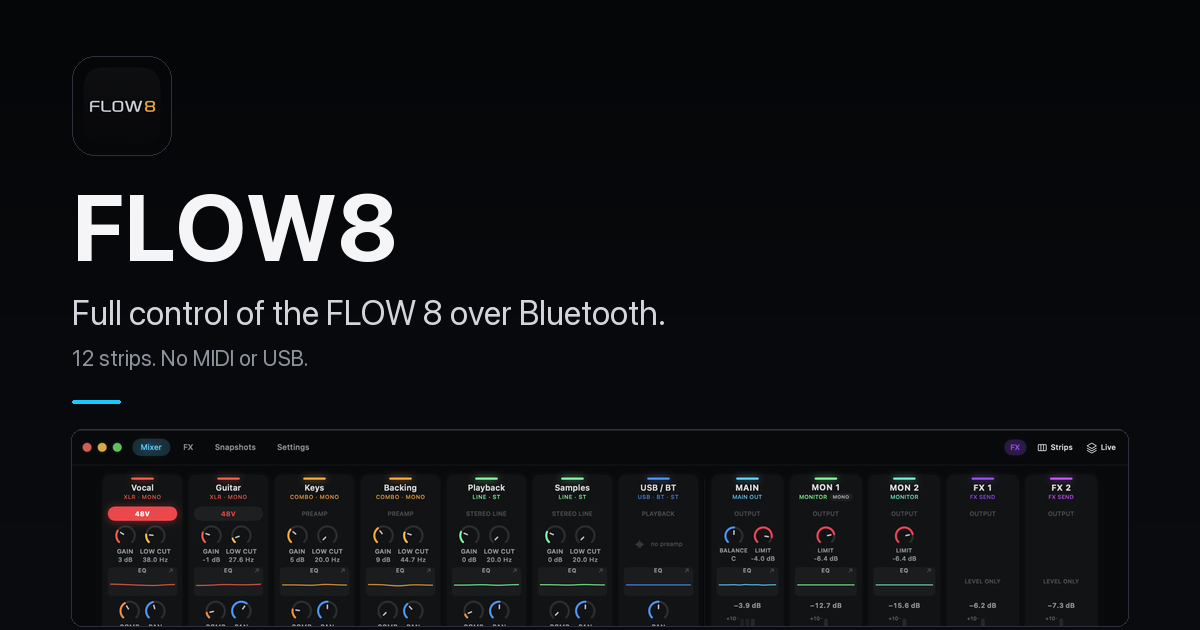 FLOW8
FLOW8
Full control of the FLOW 8 over Bluetooth.
12 strips. No MIDI or USB.
Mixer FX Snapshots Settings FX Strips Live
Vocal Guitar Keys Backing Playback Samples USB / BT MAIN MON 1 MON 2 FX 1 FX 2
XLR · MONO XLR · MONO COMBO · MONO COMBO · MONO LINE · ST LINE · ST USB · BT · ST MAIN OUT MONITOR MONO MONITOR FX SEND FX SEND
48V 48V PREAMP PREAMP STEREO LINE STEREO LINE PLAYBACK OUTPUT OUTPUT OUTPUT OUTPUT OUTPUT
no preamp
GAIN LOW CUT GAIN LOW CUT GAIN LOW CUT GAIN LOW CUT GAIN LOW CUT GAIN LOW CUT BALANCE LIMIT LIMIT LIMIT
3 dB 38.0 Hz -1 dB 27.6 Hz 5 dB 20.0 Hz 9 dB 44.7 Hz 0 dB 20.0 Hz 0 dB 20.0 Hz C -4.0 dB -6.4 dB -6.4 dB
EQ EQ EQ EQ EQ EQ EQ EQ EQ EQ
LEVEL ONLY LEVEL ONLY
−3.9 dB −12.7 dB −15.6 dB −6.2 dB −7.3 dB
+10 +10 +10 +10 +10